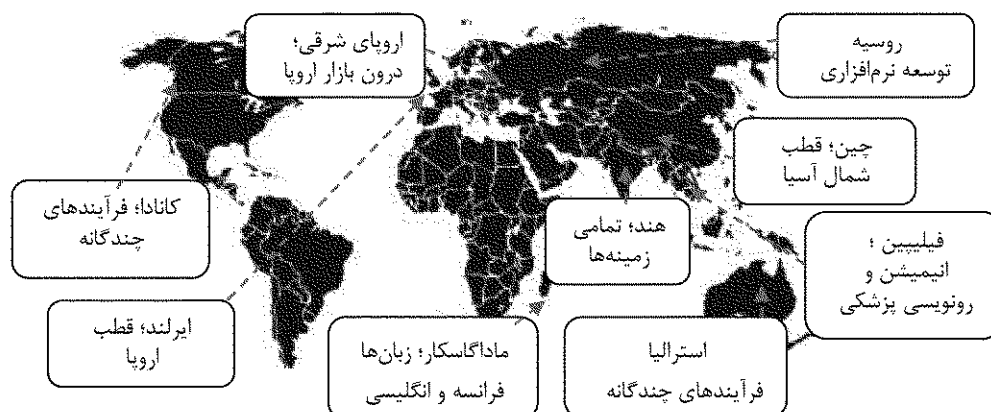 اروپای شرقی؛
درون بازار اروپا
روسیه
توسعه نرم‌افزاری
چین؛ قطب
شمال آسیا
کانادا؛ فرآیندهای
چندگانه
هند؛ تمامی
زمینه‌ها
فیلیپین ؛
انیمیشن و
رونویسی پزشکی
ایرلند؛ قطب
اروپا
ماداگاسکار؛ زبان‌ها
فرانسه و انگلیسی
استرالیا
فرآیندهای چندگانه